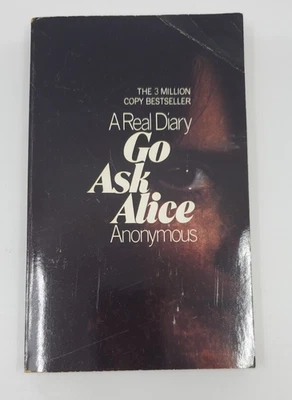 THE 3 MILLION
COPY BESTSELLER
A Real Diary
Go
Ask
Alice
Anonymous